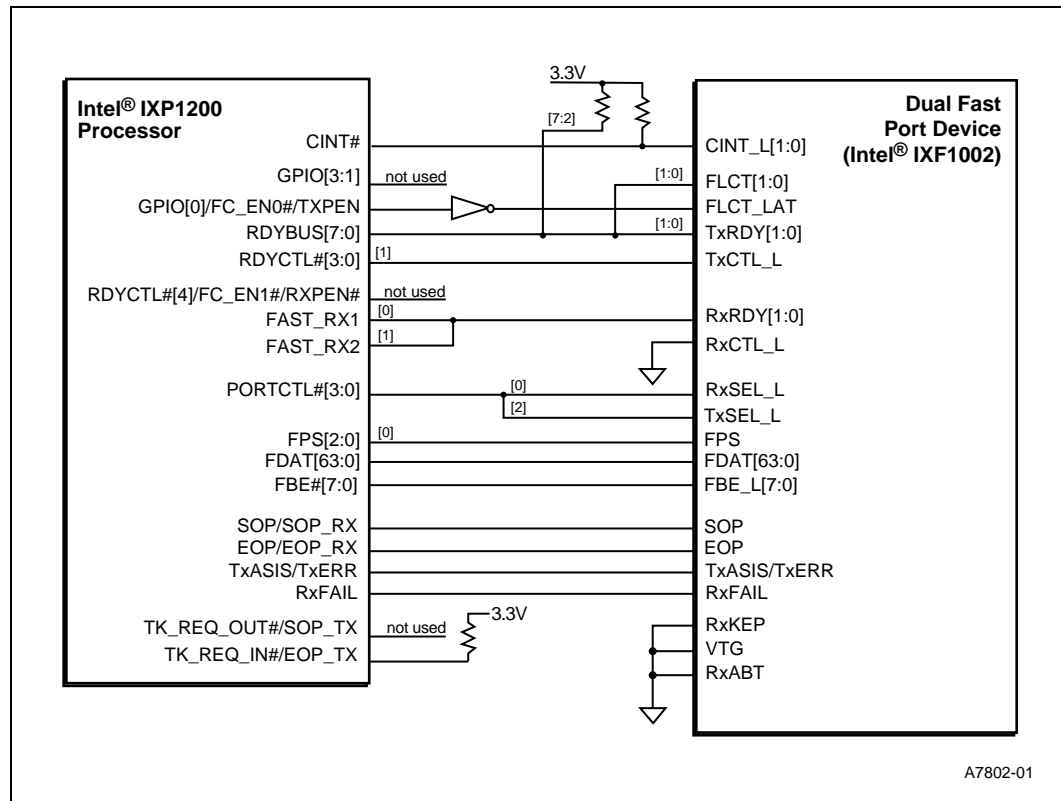 Intel® IXP1200
Processor
CINT#
GPIO[3:1]
not used
GPIO[0]/FC_EN0#/TXPEN
RDYBUS[7:0]
RDYCTL#[3:0]
[1]
RDYCTL#[4]/FC_EN1#/RXPEN#
not used
FAST_RX1
[0]
FAST_RX2
[1]
PORTCTL#[3:0]
FPS[2:0]
[0]
FDAT[63:0]
FBE#[7:0]
SOP/SOP_RX
EOP/EOP_RX
TxASIS/TxERR
RxFAIL
TK_REQ_OUT#/SOP_TX
not used
TK_REQ_IN#/EOP_TX
3.3V
3.3V
[7:2]
[1:0]
[1:0]
[0]
[2]
Dual Fast
Port Device
(Intel® IXF1002)
CINT_L[1:0]
FLCT[1:0]
FLCT_LAT
TxRDY[1:0]
TxCTL_L
RxRDY[1:0]
RxCTL_L
RxSEL_L
TxSEL_L
FPS
FDAT[63:0]
FBE_L[7:0]
SOP
EOP
TxASIS/TxERR
RxFAIL
RxKEP
VTG
RxABT
A7802-01